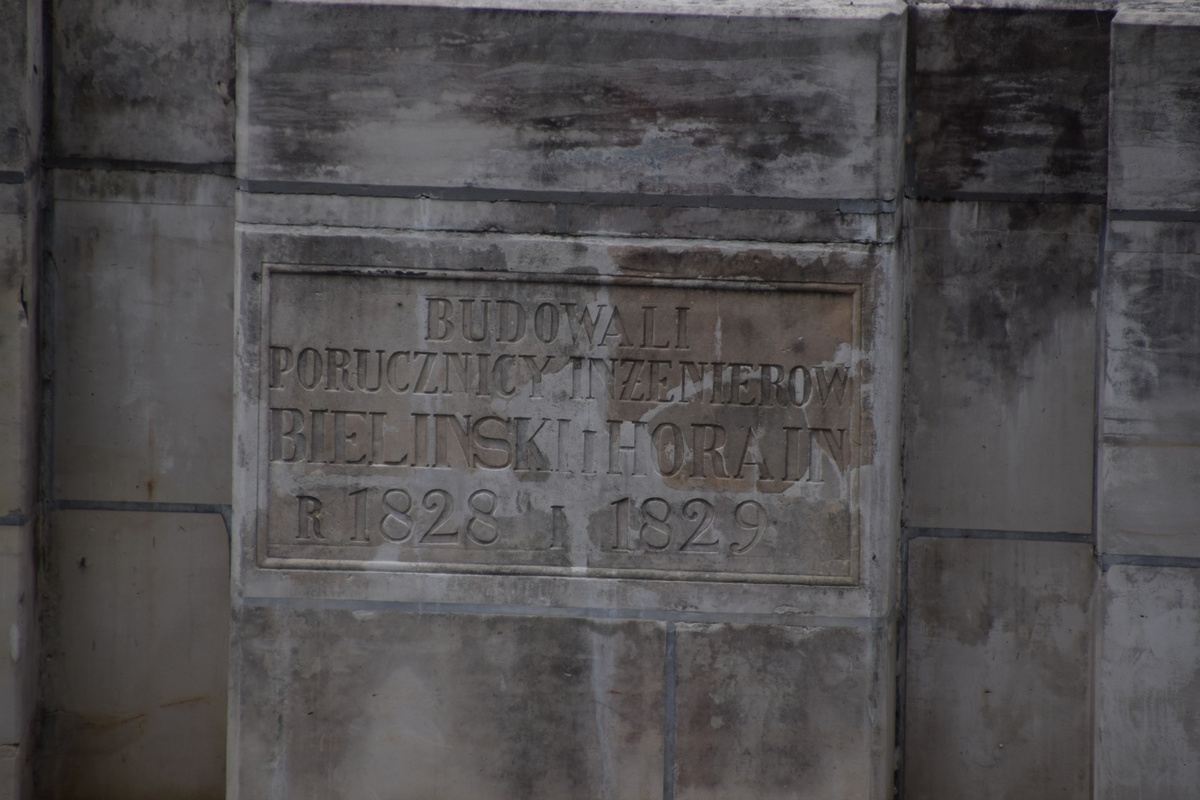 BUDOWALI
PORUCZNICY INZENIEROW
BIELINSKI I HORAIN
R 1828 I 1829